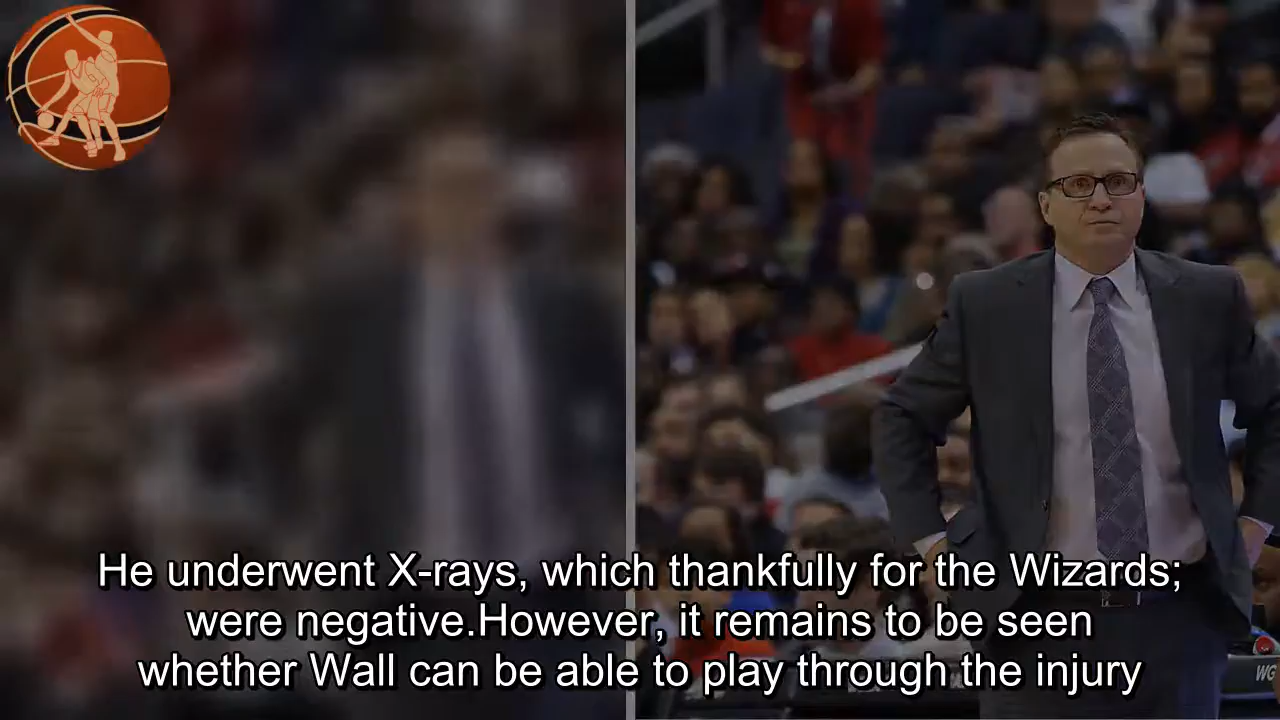 He underwent X-rays, which thankfully for the Wizards;
were negative.However, it remains to be seen
whether Wall can be able to play through the injury
WG